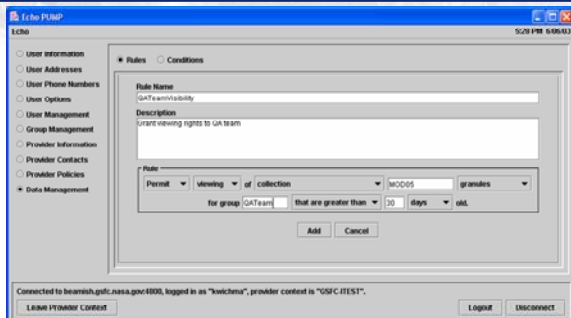 Echo PUMP
Echo 5:28 PM 6/06/03
User Information
User Addresses
User Phone Numbers
User Options
User Management
Group Management
Provider Information
Provider Contacts
Provider Policies
Data Management
Rules Conditions
Rule Name
QATeamVisibility
Description
Grant viewing rights to QA team
Rule
Permit viewing of collection MOD05 granules
for group QATeam that are greater than 30 days old.
Add Cancel
Connected to beamish.gsfc.nasa.gov:4800, logged in as "kwichma", provider context is "GSFC-ITEST".
Leave Provider Context Logout Disconnect